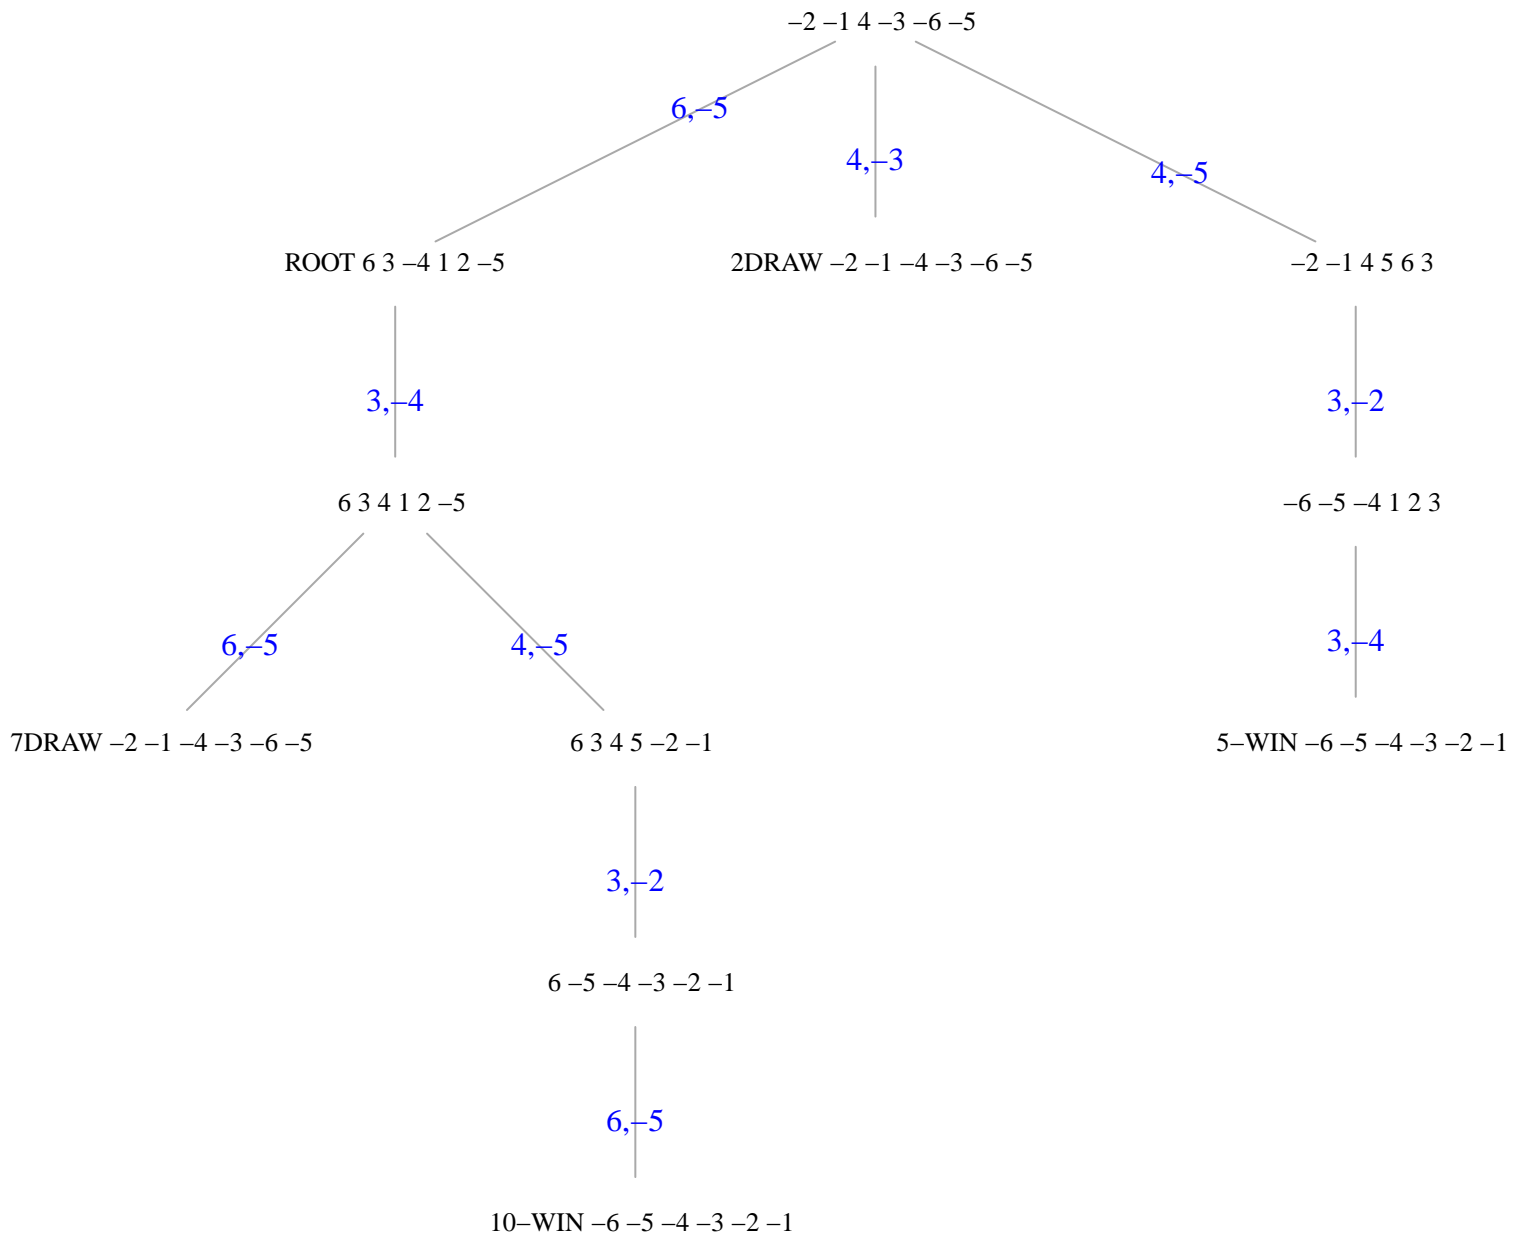 –2 –1 4 –3 –6 –5
6,–5
4,–3
4,–5
ROOT 6 3 –4 1 2 –5
2DRAW –2 –1 –4 –3 –6 –5
–2 –1 4 5 6 3
3,–4
3,–2
6 3 4 1 2 –5
–6 –5 –4 1 2 3
6,–5
4,–5
3,–4
7DRAW –2 –1 –4 –3 –6 –5
6 3 4 5 –2 –1
5–WIN –6 –5 –4 –3 –2 –1
3,–2
6 –5 –4 –3 –2 –1
6,–5
10–WIN –6 –5 –4 –3 –2 –1